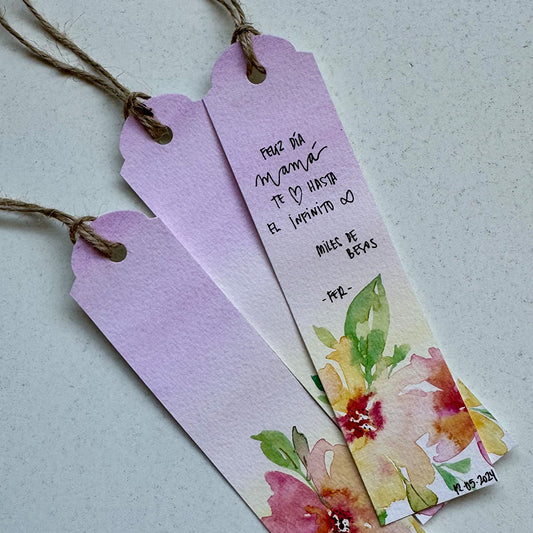 FELIZ DÍA
mamá
TE ♡ HASTA
EL INFINITO ∞
MILES DE
BESOS
-FER-
12-05-2024